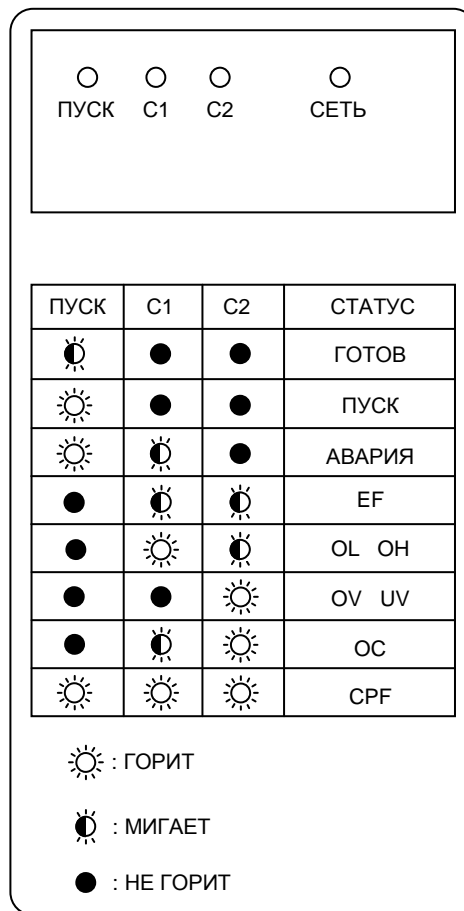 ПУСК С1 С2 СЕТЬ
ПУСК С1 С2 СТАТУС
ГОТОВ
ПУСК
АВАРИЯ
EF
OL OH
OV UV
OC
CPF
: ГОРИТ
: МИГАЕТ
: НЕ ГОРИТ